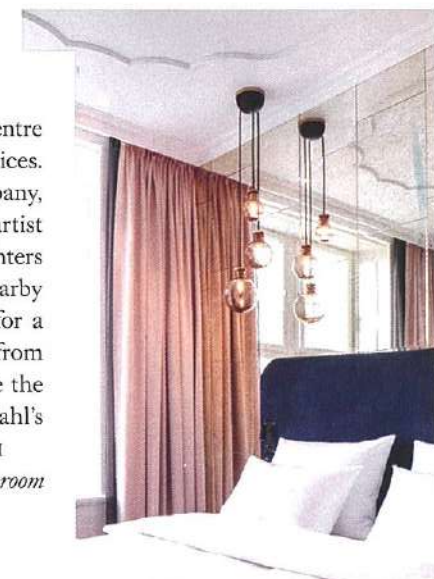 entre
ices.
pany,
artist
nters
arby
for a
from
e the
ahl's
room